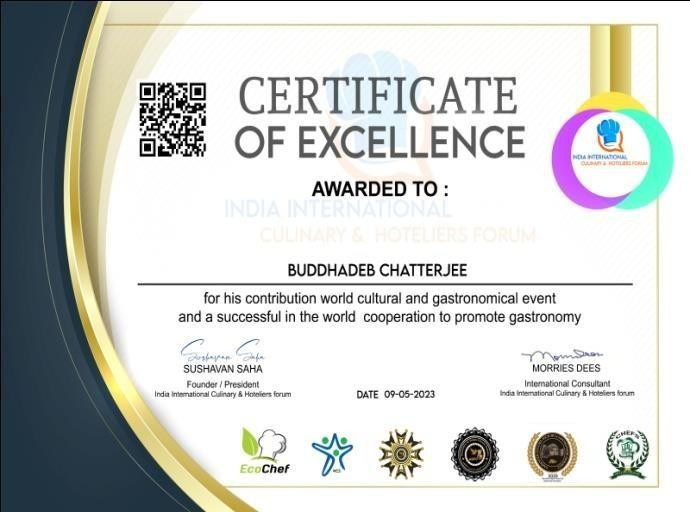 CERTIFICATE
OF EXCELLENCE
INDIA INTERNATIONAL
CULINARY & HOTELIERS FORUM
AWARDED TO :
INDIA INTERNATIONAL
CULINARY & HOTELIERS FORUM
BUDDHADEB CHATTERJEE
for his contribution world cultural and gastronomical event
and a successful in the world cooperation to promote gastronomy
Sushavan Saha
SUSHAVAN SAHA
Founder / President
India International Culinary & Hoteliers forum
DATE 09-05-2023
MORRIES DEES
International Consultant
India International Culinary & Hoteliers forum
EcoChef
CHEFS